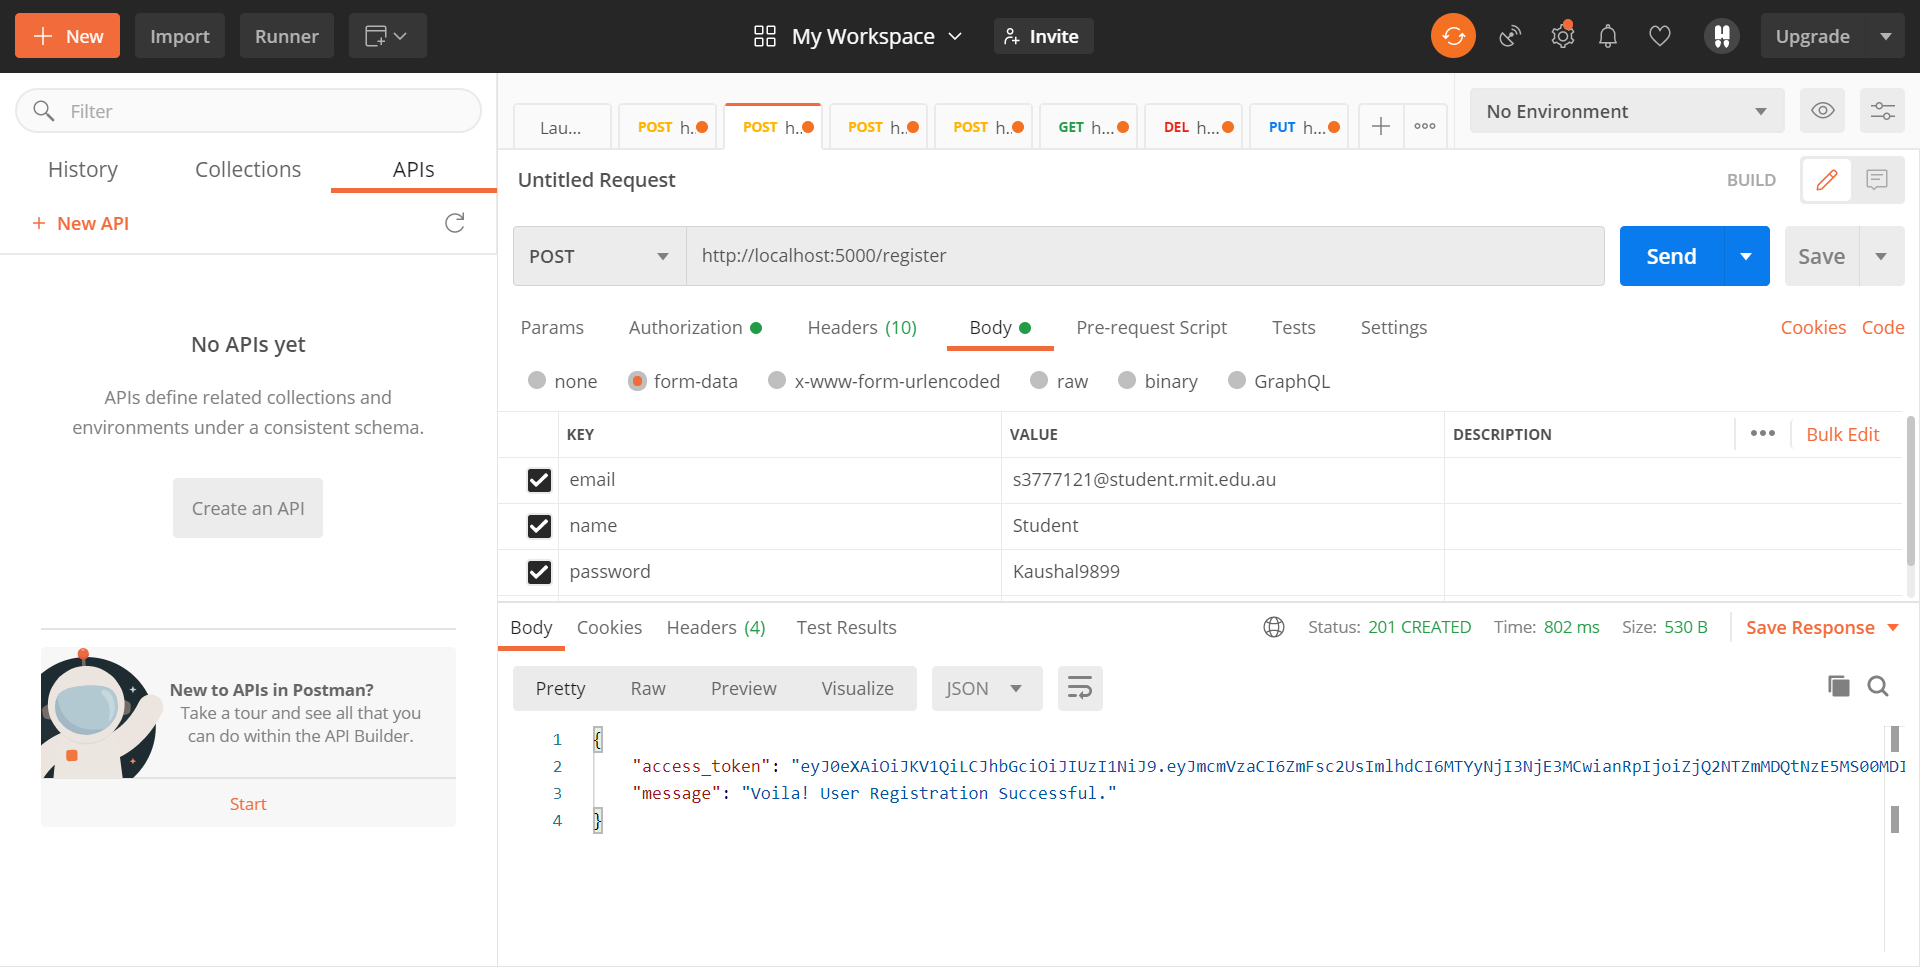 New Import Runner My Workspace Invite Upgrade
Filter
History Collections APIs
New API
No APIs yet
APIs define related collections and
environments under a consistent schema.
Create an API
New to APIs in Postman?
Take a tour and see all that you
can do within the API Builder.
Start
Lau... POST h.. POST h.. POST h.. POST h.. GET h... DEL h... PUT h...
No Environment
Untitled Request BUILD
POST http://localhost:5000/register Send Save
Params Authorization Headers (10) Body Pre-request Script Tests Settings Cookies Code
none form-data x-www-form-urlencoded raw binary GraphQL
KEY VALUE DESCRIPTION Bulk Edit
email s3777121@student.rmit.edu.au
name Student
password Kaushal9899
Body Cookies Headers (4) Test Results Status: 201 CREATED Time: 802 ms Size: 530 B Save Response
Pretty Raw Preview Visualize JSON
1 {
2 "access_token": "eyJ0eXAiOiJKV1QiLCJhbGciOiJIUzI1NiJ9.eyJmcmVzaCI6ZmFsc2UsImlhdCI6MTYyNjI3NjE3MCwianRpIjoiZjQ2NTZmMDQtNzE5MS00MDI
3 "message": "Voila! User Registration Successful."
4 }